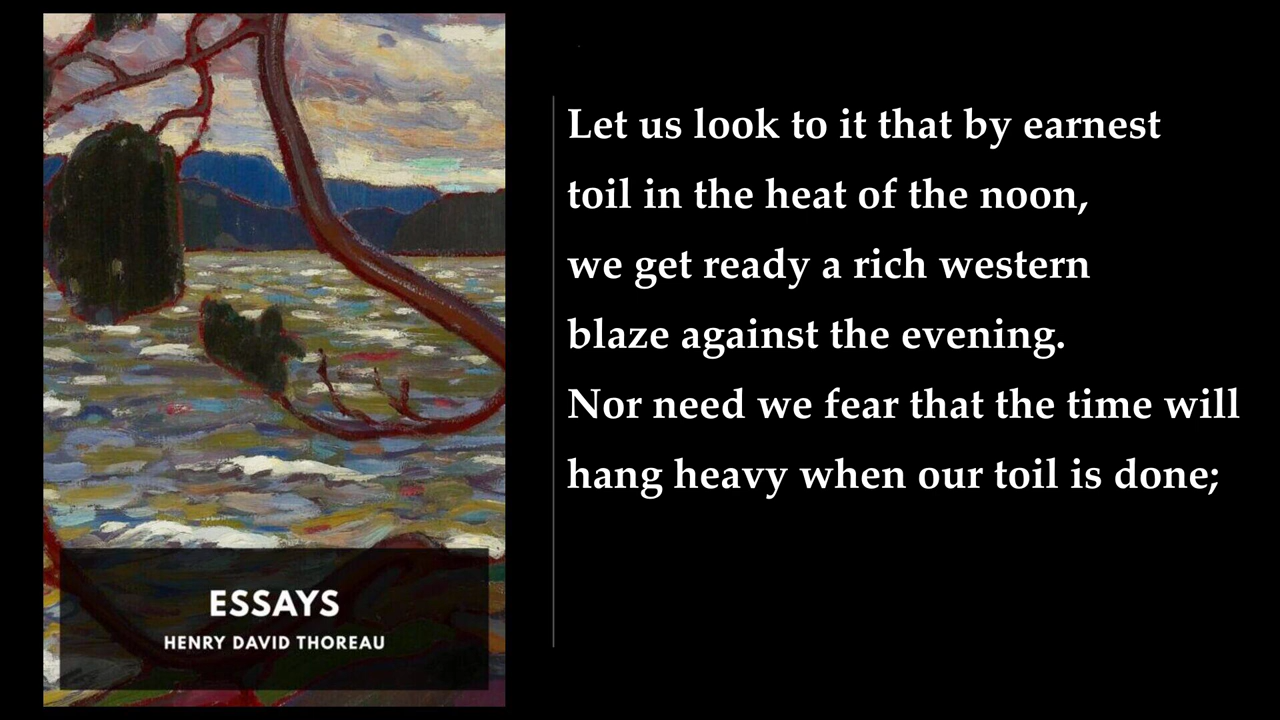 ESSAYS
HENRY DAVID THOREAU
Let us look to it that by earnest
toil in the heat of the noon,
we get ready a rich western
blaze against the evening.
Nor need we fear that the time will
hang heavy when our toil is done;